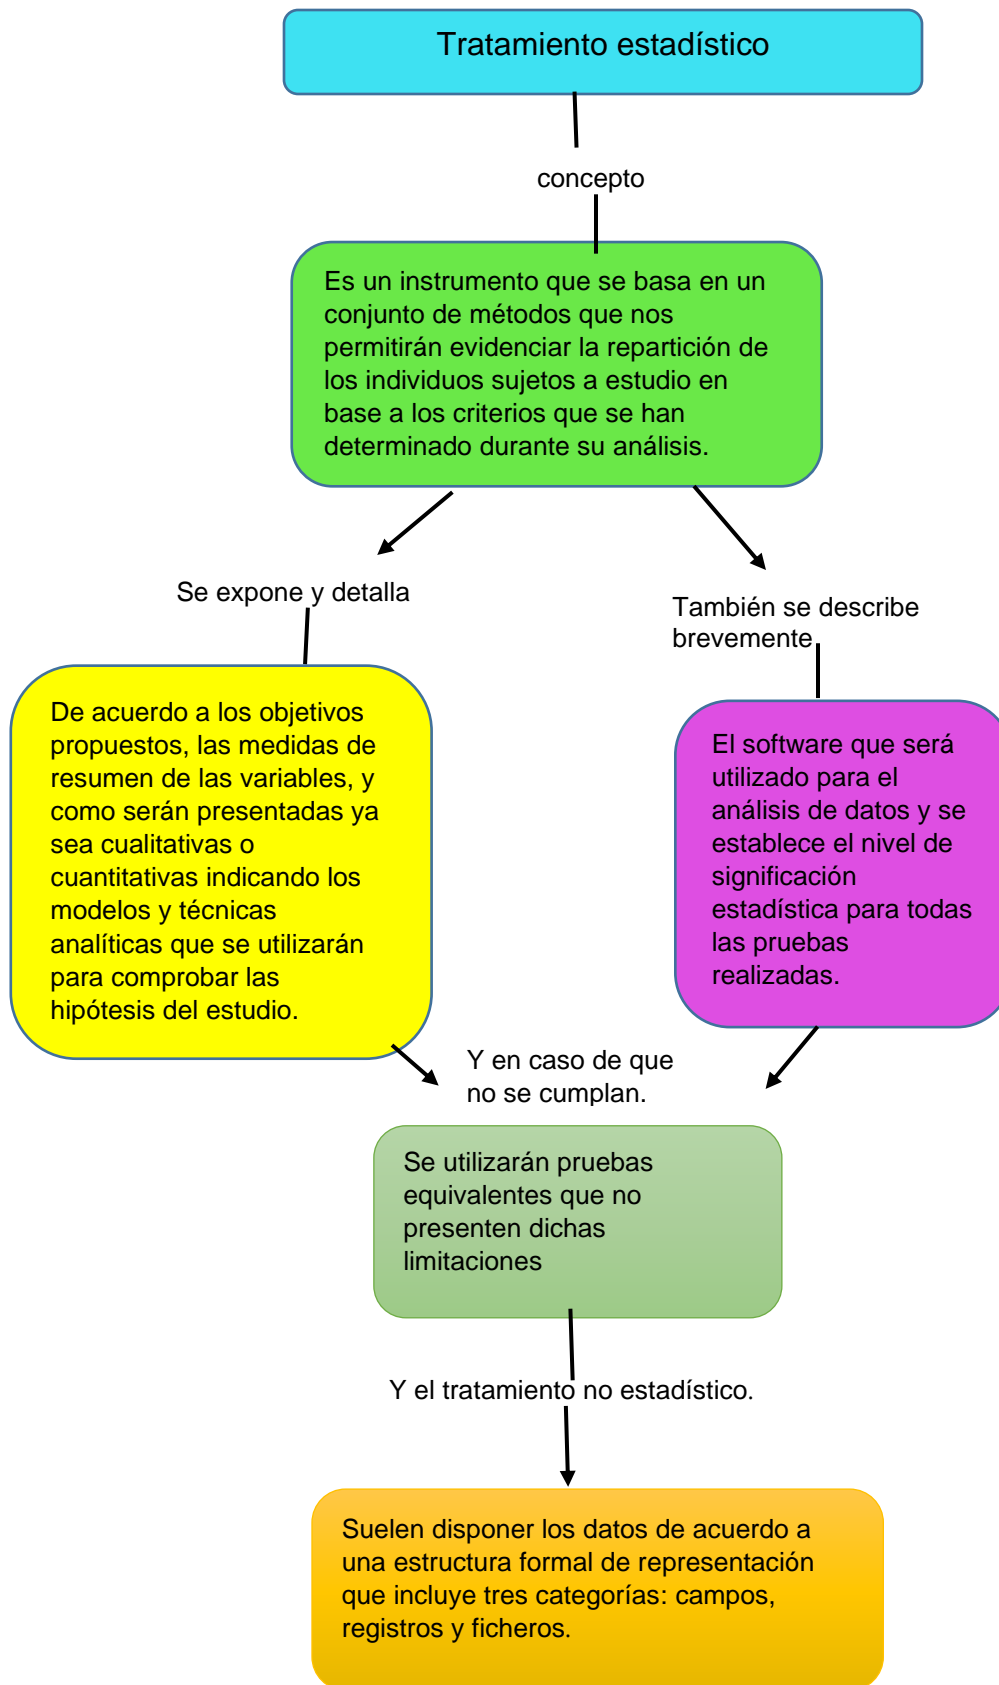 Tratamiento estadístico
concepto
Es un instrumento que se basa en un
conjunto de métodos que nos
permitirán evidenciar la repartición de
los individuos sujetos a estudio en
base a los criterios que se han
determinado durante su análisis.
Se expone y detalla
De acuerdo a los objetivos
propuestos, las medidas de
resumen de las variables, y
como serán presentadas ya
sea cualitativas o
cuantitativas indicando los
modelos y técnicas
analíticas que se utilizarán
para comprobar las
hipótesis del estudio.
También se describe
brevemente
El software que será
utilizado para el
análisis de datos y se
establece el nivel de
significación
estadística para todas
las pruebas
realizadas.
Y en caso de que
no se cumplan.
Se utilizarán pruebas
equivalentes que no
presenten dichas
limitaciones
Y el tratamiento no estadístico.
Suelen disponer los datos de acuerdo a
una estructura formal de representación
que incluye tres categorías: campos,
registros y ficheros.